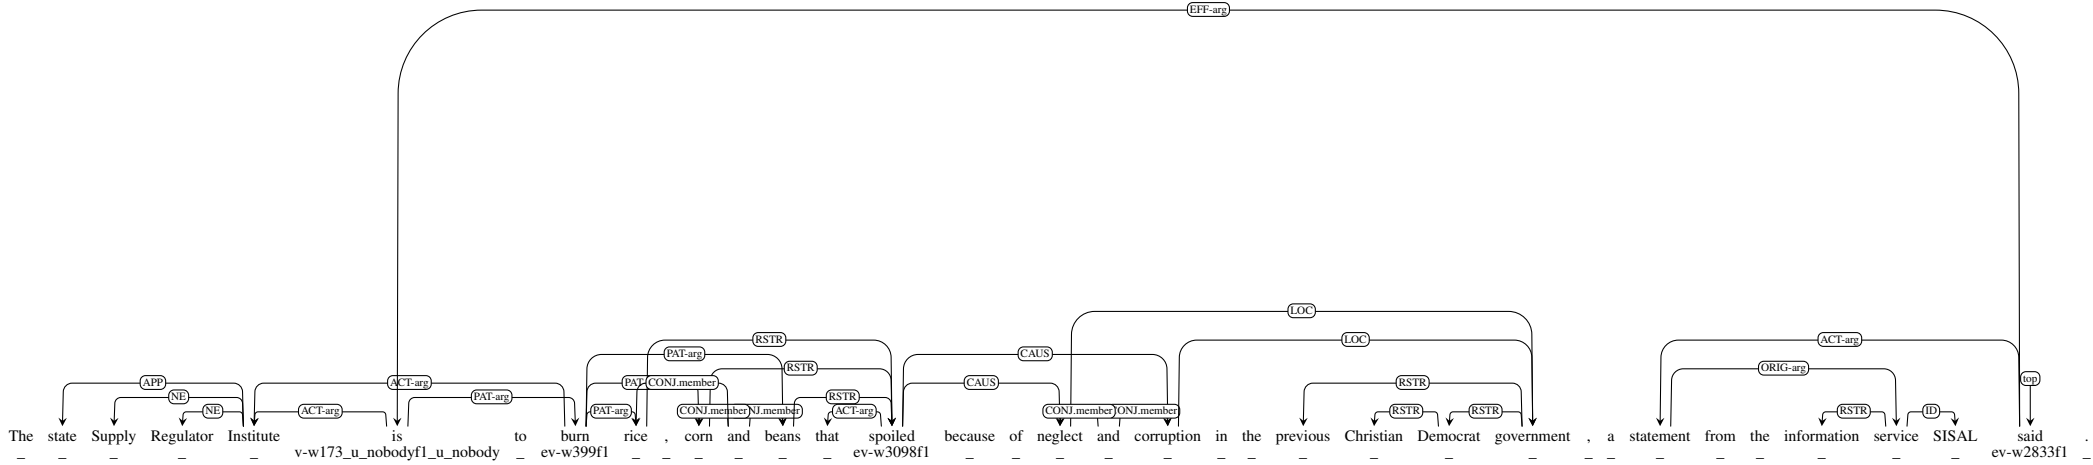 EFF-arg
LOC
RSTR LOC ACT-arg
PAT-arg CAUS
RSTR ORIG-arg
top
APP ACT-arg PAT CONJ.member CAUS RSTR
NE PAT-arg RSTR
NE ACT-arg PAT-arg CONJ.member NJ.member ACT-arg CONJ.member ONJ.member RSTR RSTR RSTR ID
The state Supply Regulator Institute is to burn rice , corn and beans that spoiled because of neglect and corruption in the previous Christian Democrat government , a statement from the information service SISAL said .
_ _ _ _ _ v-w173_u_nobodyf1_u_nobody _ ev-w399f1 _ _ _ _ _ _ ev-w3098f1 _ _ _ _ _ _ _ _ _ _ _ _ _ _ _ _ _ _ _ ev-w2833f1 _